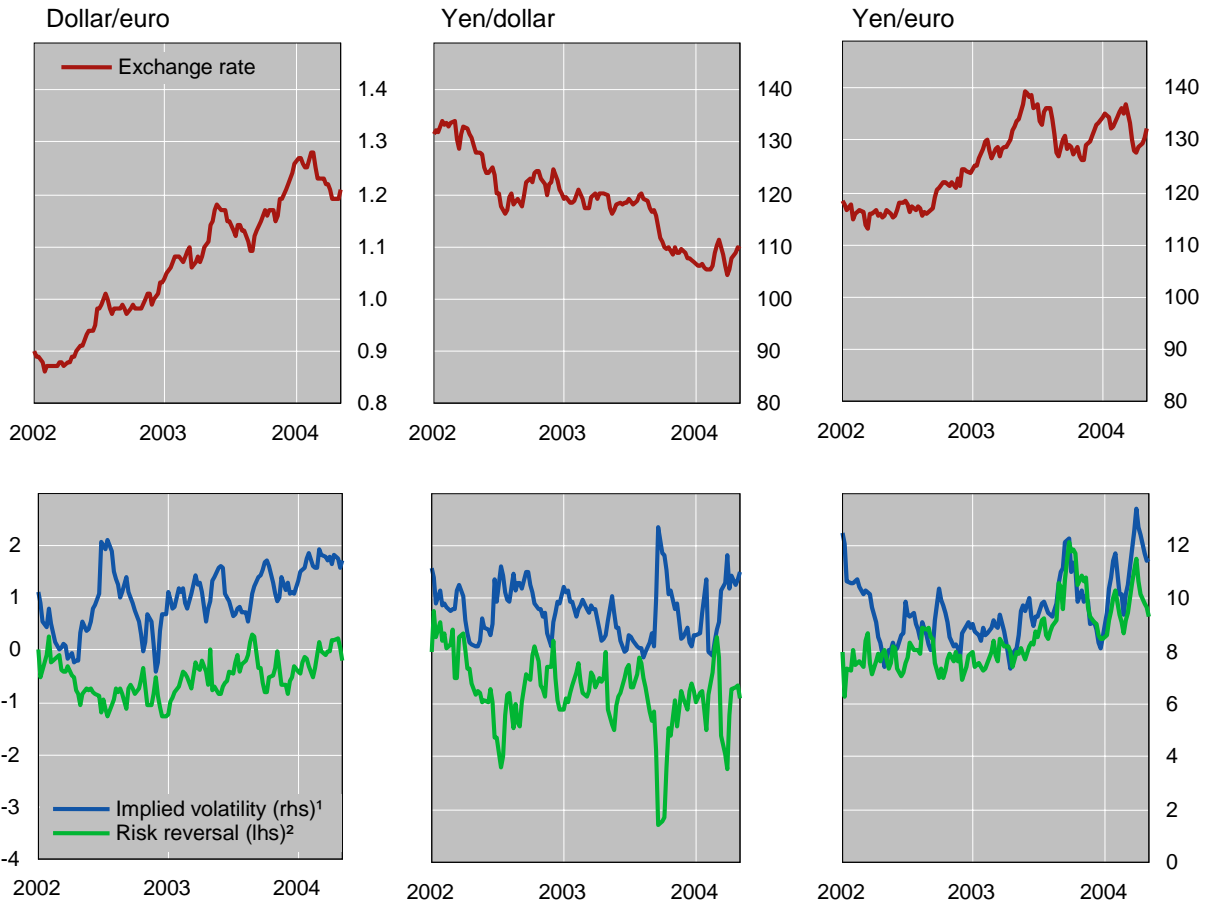 Dollar/euro
Yen/dollar
Yen/euro
Exchange rate
1.4
1.3
1.2
1.1
1.0
0.9
0.8
140
130
120
110
100
90
80
140
130
120
110
100
90
80
2002 2003 2004
2002 2003 2004
2002 2003 2004
2
1
0
-1
-2
-3
-4
Implied volatility (rhs)¹
Risk reversal (lhs)²
12
10
8
6
4
2
0
2002 2003 2004
2002 2003 2004
2002 2003 2004